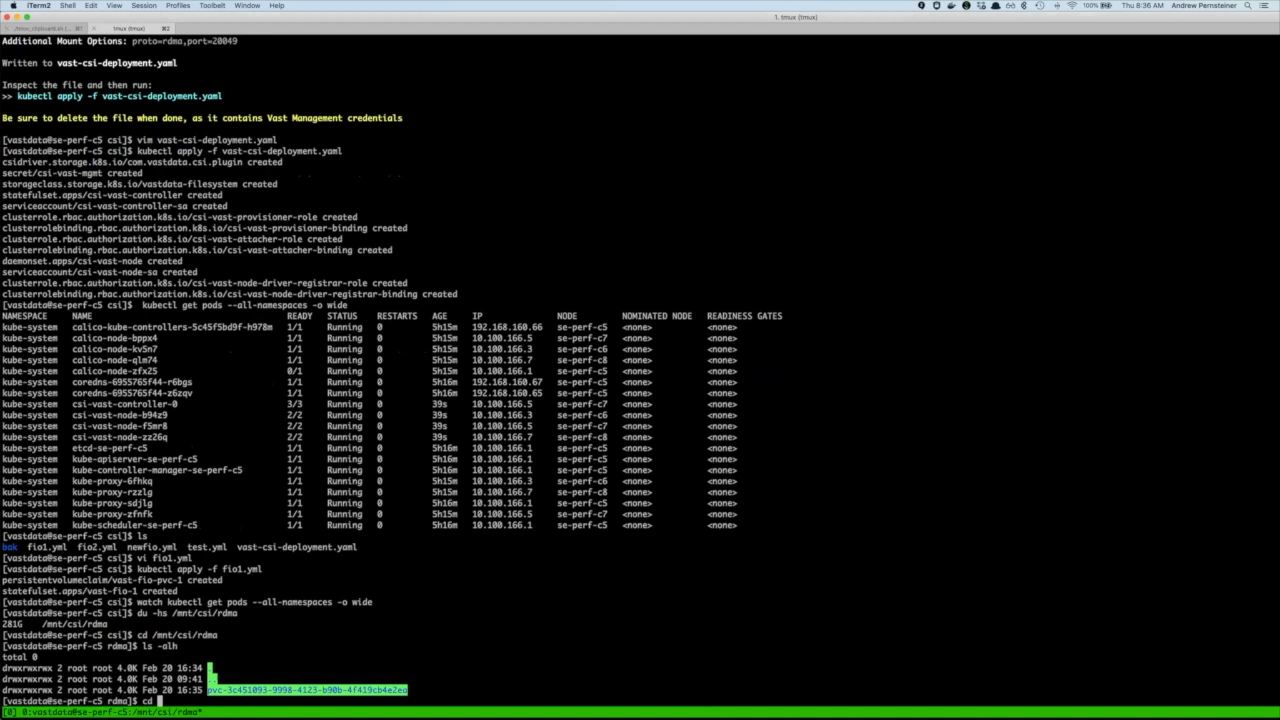 iTerm2 Shell Edit View Session Profiles Toolbelt Window Help 100% Thu 8:36 AM Andrew Pernsteiner
1. tmux (tmux)
tmux (tmux) ⌘2
Additional Mount Options: proto=rdma,port=20049
Written to vast-csi-deployment.yaml
Inspect the file and then run:
>> kubectl apply -f vast-csi-deployment.yaml
Be sure to delete the file when done, as it contains Vast Management credentials
[vastdata@se-perf-c5 csi]$ vim vast-csi-deployment.yaml
[vastdata@se-perf-c5 csi]$ kubectl apply -f vast-csi-deployment.yaml
csidriver.storage.k8s.io/com.vastdata.csi.plugin created
secret/csi-vast-mgmt created
storageclass.storage.k8s.io/vastdata-filesystem created
statefulset.apps/csi-vast-controller created
serviceaccount/csi-vast-controller-sa created
clusterrole.rbac.authorization.k8s.io/csi-vast-provisioner-role created
clusterrolebinding.rbac.authorization.k8s.io/csi-vast-provisioner-binding created
clusterrole.rbac.authorization.k8s.io/csi-vast-attacher-role created
clusterrolebinding.rbac.authorization.k8s.io/csi-vast-attacher-binding created
daemonset.apps/csi-vast-node created
serviceaccount/csi-vast-node-sa created
clusterrole.rbac.authorization.k8s.io/csi-vast-node-driver-registrar-role created
clusterrolebinding.rbac.authorization.k8s.io/csi-vast-node-driver-registrar-binding created
[vastdata@se-perf-c5 csi]$ kubectl get pods --all-namespaces -o wide
NAMESPACE NAME READY STATUS RESTARTS AGE IP NODE NOMINATED NODE READINESS GATES
kube-system calico-kube-controllers-5c45f5bd9f-h978m 1/1 Running 0 5h15m 192.168.160.66 se-perf-c5 <none> <none>
kube-system calico-node-bppx4 1/1 Running 0 5h15m 10.100.166.5 se-perf-c7 <none> <none>
kube-system calico-node-kv5n7 1/1 Running 0 5h15m 10.100.166.3 se-perf-c6 <none> <none>
kube-system calico-node-qlm74 1/1 Running 0 5h15m 10.100.166.7 se-perf-c8 <none> <none>
kube-system calico-node-zfx25 0/1 Running 0 5h15m 10.100.166.1 se-perf-c5 <none> <none>
kube-system coredns-6955765f44-r6bgs 1/1 Running 0 5h16m 192.168.160.67 se-perf-c5 <none> <none>
kube-system coredns-6955765f44-z6zqv 1/1 Running 0 5h16m 192.168.160.65 se-perf-c5 <none> <none>
kube-system csi-vast-controller-0 3/3 Running 0 39s 10.100.166.5 se-perf-c7 <none> <none>
kube-system csi-vast-node-b94z9 2/2 Running 0 39s 10.100.166.3 se-perf-c6 <none> <none>
kube-system csi-vast-node-f5mr8 2/2 Running 0 39s 10.100.166.5 se-perf-c7 <none> <none>
kube-system csi-vast-node-zz26q 2/2 Running 0 39s 10.100.166.7 se-perf-c8 <none> <none>
kube-system etcd-se-perf-c5 1/1 Running 0 5h16m 10.100.166.1 se-perf-c5 <none> <none>
kube-system kube-apiserver-se-perf-c5 1/1 Running 0 5h16m 10.100.166.1 se-perf-c5 <none> <none>
kube-system kube-controller-manager-se-perf-c5 1/1 Running 0 5h16m 10.100.166.1 se-perf-c5 <none> <none>
kube-system kube-proxy-6fhkq 1/1 Running 0 5h16m 10.100.166.3 se-perf-c6 <none> <none>
kube-system kube-proxy-rzzlg 1/1 Running 0 5h15m 10.100.166.7 se-perf-c8 <none> <none>
kube-system kube-proxy-sdjlg 1/1 Running 0 5h16m 10.100.166.1 se-perf-c5 <none> <none>
kube-system kube-proxy-zfnfk 1/1 Running 0 5h15m 10.100.166.5 se-perf-c7 <none> <none>
kube-system kube-scheduler-se-perf-c5 1/1 Running 0 5h16m 10.100.166.1 se-perf-c5 <none> <none>
[vastdata@se-perf-c5 csi]$ ls
bak fio1.yml fio2.yml newfio.yml test.yml vast-csi-deployment.yaml
[vastdata@se-perf-c5 csi]$ vi fio1.yml
[vastdata@se-perf-c5 csi]$ kubectl apply -f fio1.yml
persistentvolumeclaim/vast-fio-pvc-1 created
statefulset.apps/vast-fio-1 created
[vastdata@se-perf-c5 csi]$ watch kubectl get pods --all-namespaces -o wide
[vastdata@se-perf-c5 csi]$ du -hs /mnt/csi/rdma
281G /mnt/csi/rdma
[vastdata@se-perf-c5 csi]$ cd /mnt/csi/rdma
[vastdata@se-perf-c5 rdma]$ ls -alh
total 0
drwxrwxrwx 2 root root 4.0K Feb 20 16:34 .
drwxrwxrwx 2 root root 4.0K Feb 20 09:41 ..
drwxrwxrwx 2 root root 4.0K Feb 20 16:35 pvc-3c451093-9998-4123-b90b-4f419cb4e2ea
[vastdata@se-perf-c5 rdma]$ cd
[0] 0:vastdata@se-perf-c5:/mnt/csi/rdma*